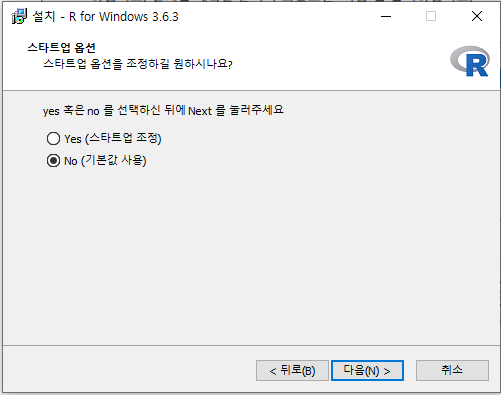 설치 - R for Windows 3.6.3
스타트업 옵션
스타트업 옵션을 조정하길 원하시나요?
R
yes 혹은 no 를 선택하신 뒤에 Next 를 눌러주세요
Yes (스타트업 조정)
No (기본값 사용)
< 뒤로(B) 다음(N) > 취소